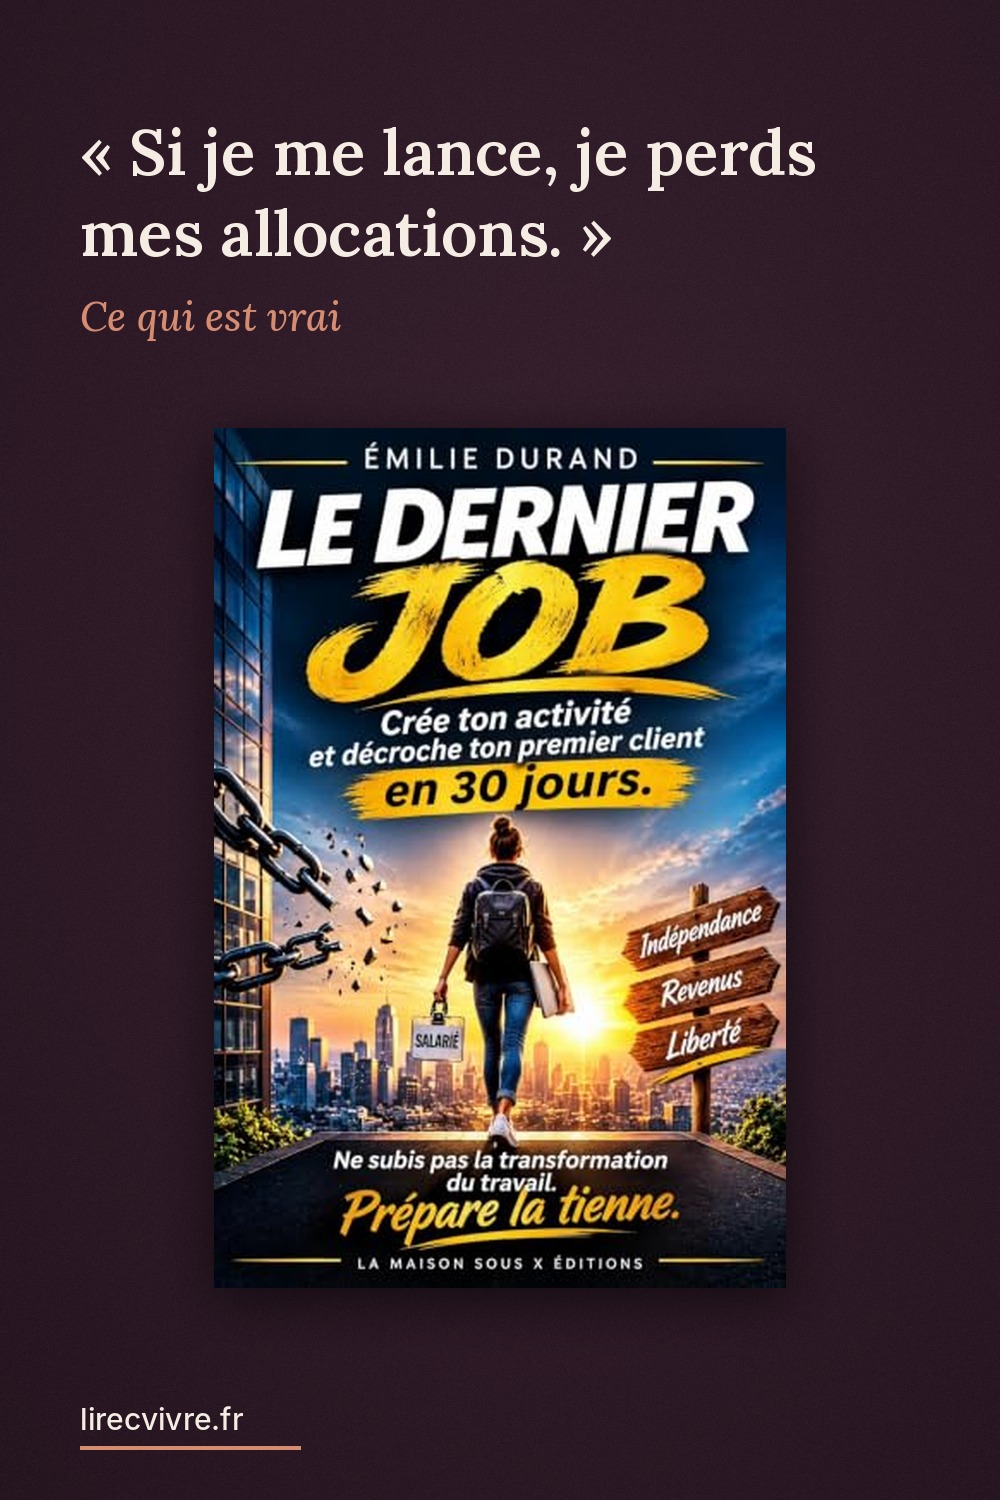 « Si je me lance, je perds
mes allocations. »
Ce qui est vrai
ÉMILIE DURAND
LE DERNIER
JOB
Crée ton activité
et décroche ton premier client
en 30 jours.
Indépendance
Revenus
Liberté
SALARIÉ
Ne subis pas la transformation
du travail.
Prépare la tienne.
LA MAISON SOUS X ÉDITIONS
lirecvivre.fr